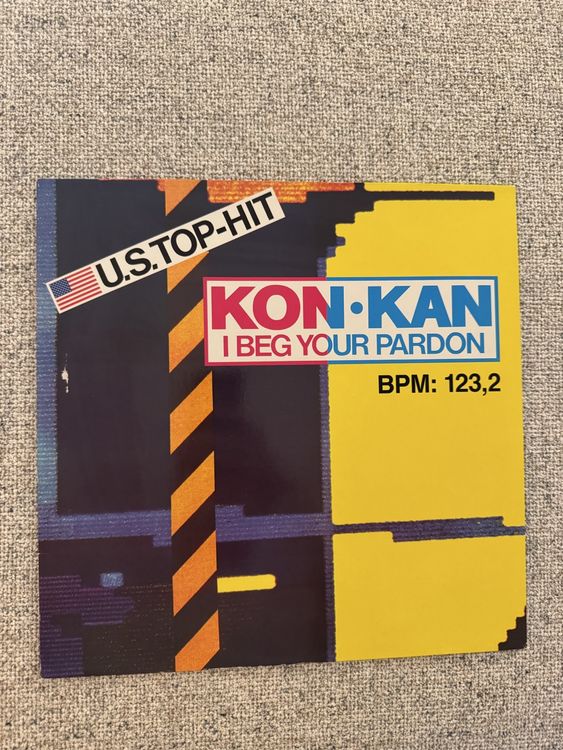 U.S.TOP-HIT
KON·KAN
I BEG YOUR PARDON
BPM: 123,2